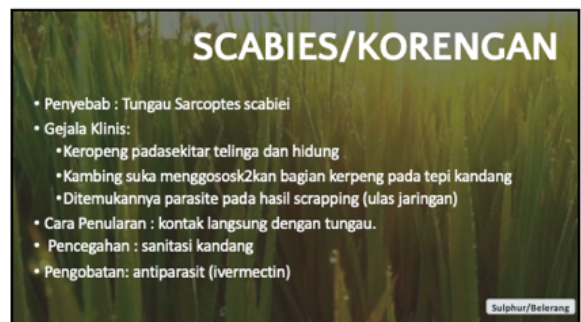 SCABIES/KORENGAN
• Penyebab : Tungau Sarcoptes scabiei
• Gejala Klinis:
•Keropeng padasekitar telinga dan hidung
•Kambing suka menggososk2kan bagian kerpeng pada tepi kandang
•Ditemukannya parasite pada hasil scrapping (ulas jaringan)
• Cara Penularan : kontak langsung dengan tungau.
• Pencegahan : sanitasi kandang
• Pengobatan: antiparasit (ivermectin)
Sulphur/Belerang